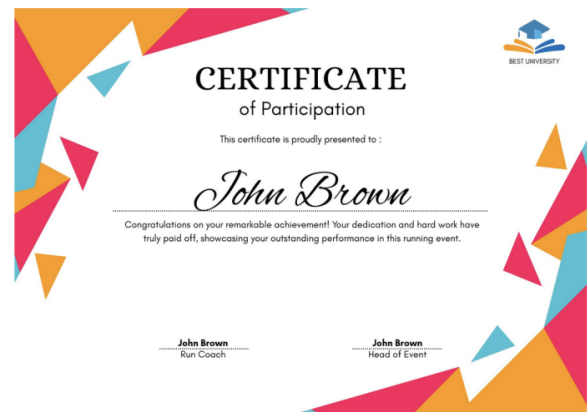 BEST UNIVERSITY
CERTIFICATE
of Participation
This certificate is proudly presented to :
John Brown
Congratulations on your remarkable achievement! Your dedication and hard work have
truly paid off, showcasing your outstanding performance in this running event.
John Brown
Run Coach
John Brown
Head of Event